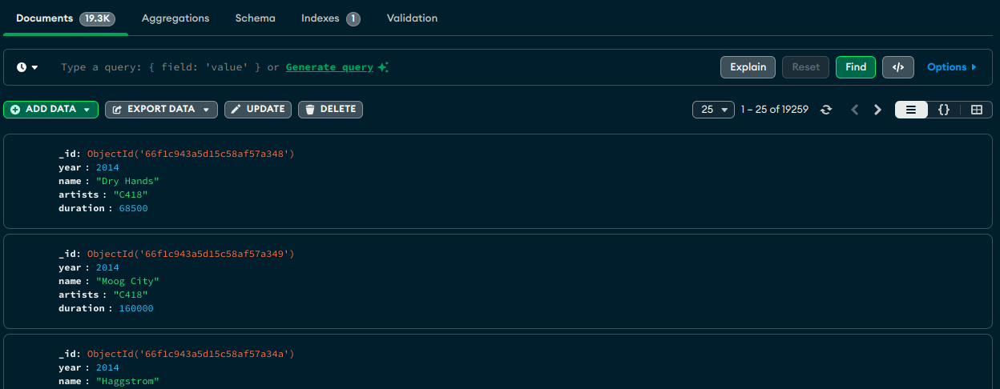 Documents 19.3K Aggregations Schema Indexes 1 Validation
Type a query: { field: 'value' } or Generate query Explain Reset Find </> Options
ADD DATA EXPORT DATA UPDATE DELETE 25 1 – 25 of 19259 {}
_id: ObjectId('66f1c943a5d15c58af57a348')
year : 2014
name : "Dry Hands"
artists : "C418"
duration : 68500
_id: ObjectId('66f1c943a5d15c58af57a349')
year : 2014
name : "Moog City"
artists : "C418"
duration : 160000
_id: ObjectId('66f1c943a5d15c58af57a34a')
year : 2014
name : "Haggstrom"